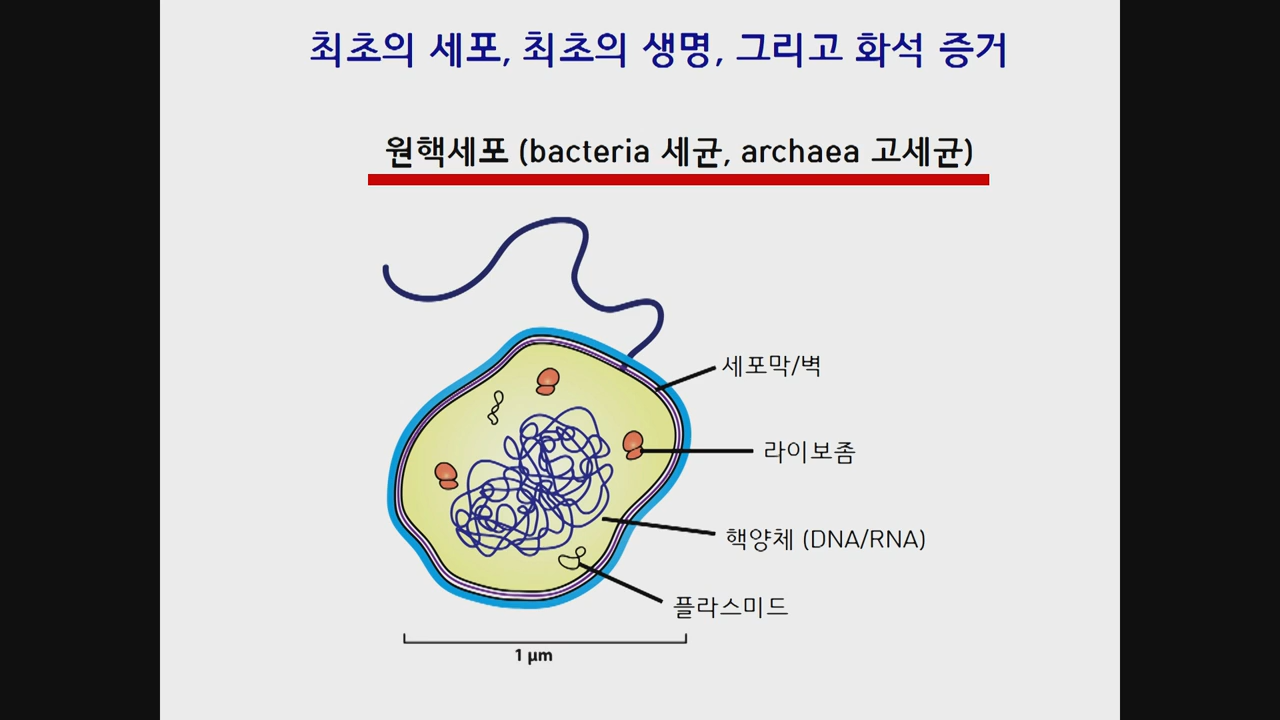 최초의 세포, 최초의 생명, 그리고 화석 증거
원핵세포 (bacteria 세균, archaea 고세균)
세포막/벽
라이보좀
핵양체 (DNA/RNA)
플라스미드
1 µm